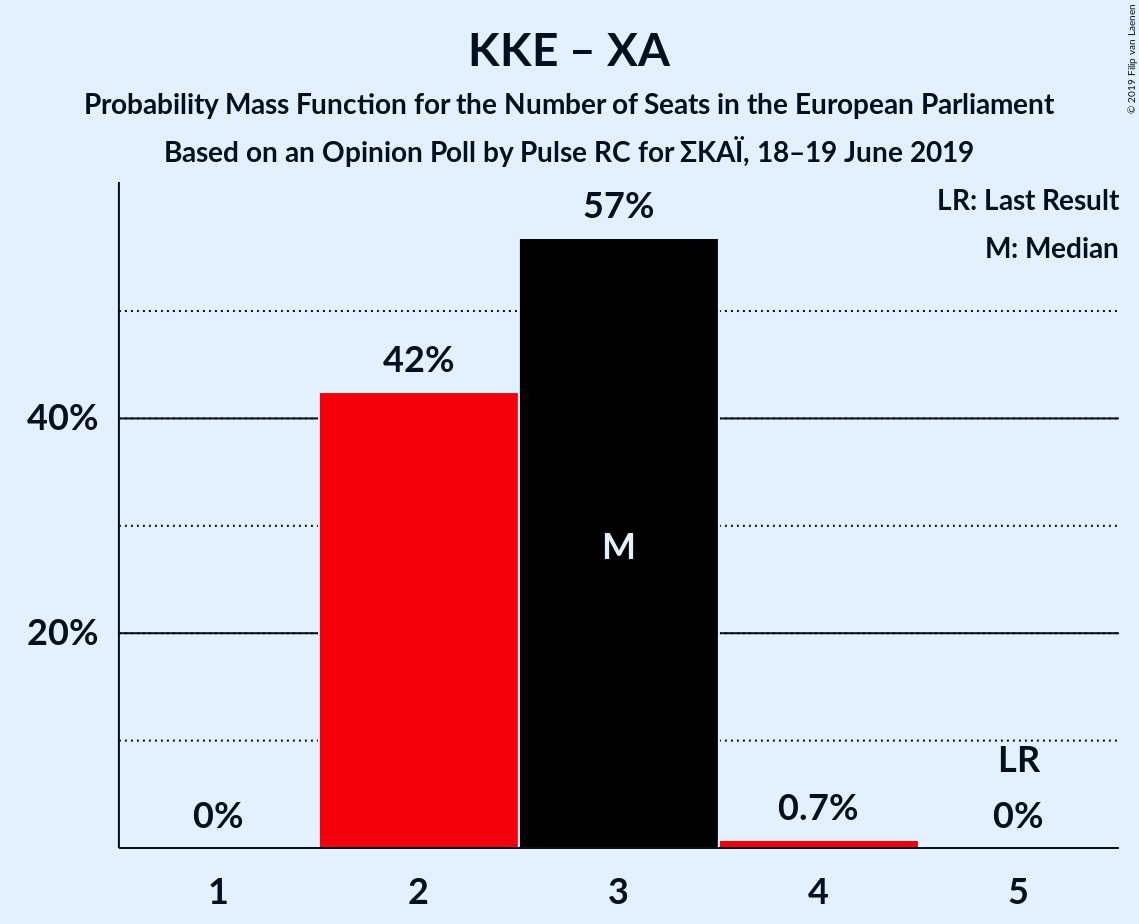 KKE – XA
Probability Mass Function for the Number of Seats in the European Parliament
Based on an Opinion Poll by Pulse RC for ΣΚΑΪ, 18–19 June 2019
© 2019 Filip van Laenen
LR: Last Result
M: Median
57%
42%
40%
M
20%
LR
0%
0.7%
0%
1
2
3
4
5